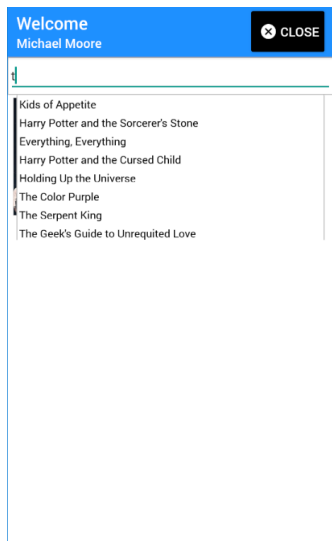 Welcome
Michael Moore
CLOSE
t
Kids of Appetite
Harry Potter and the Sorcerer's Stone
Everything, Everything
Harry Potter and the Cursed Child
Holding Up the Universe
The Color Purple
The Serpent King
The Geek's Guide to Unrequited Love